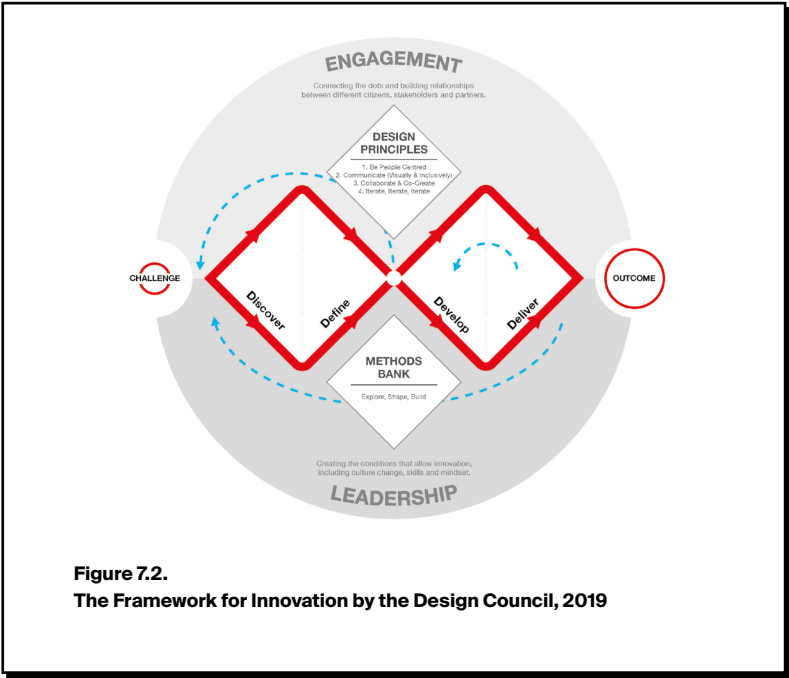 ENGAGEMENT
Connecting the dots and building relationships
between different citizens, stakeholders and partners.
DESIGN
PRINCIPLES
1. Be People Centred
2. Communicate (Visually & Inclusively)
3. Collaborate & Co-Create
4. Iterate, Iterate, Iterate
CHALLENGE
OUTCOME
Discover
Define
Develop
Deliver
METHODS
BANK
Explore, Shape, Build
Creating the conditions that allow innovation,
including culture change, skills and mindset.
LEADERSHIP
Figure 7.2.
The Framework for Innovation by the Design Council, 2019